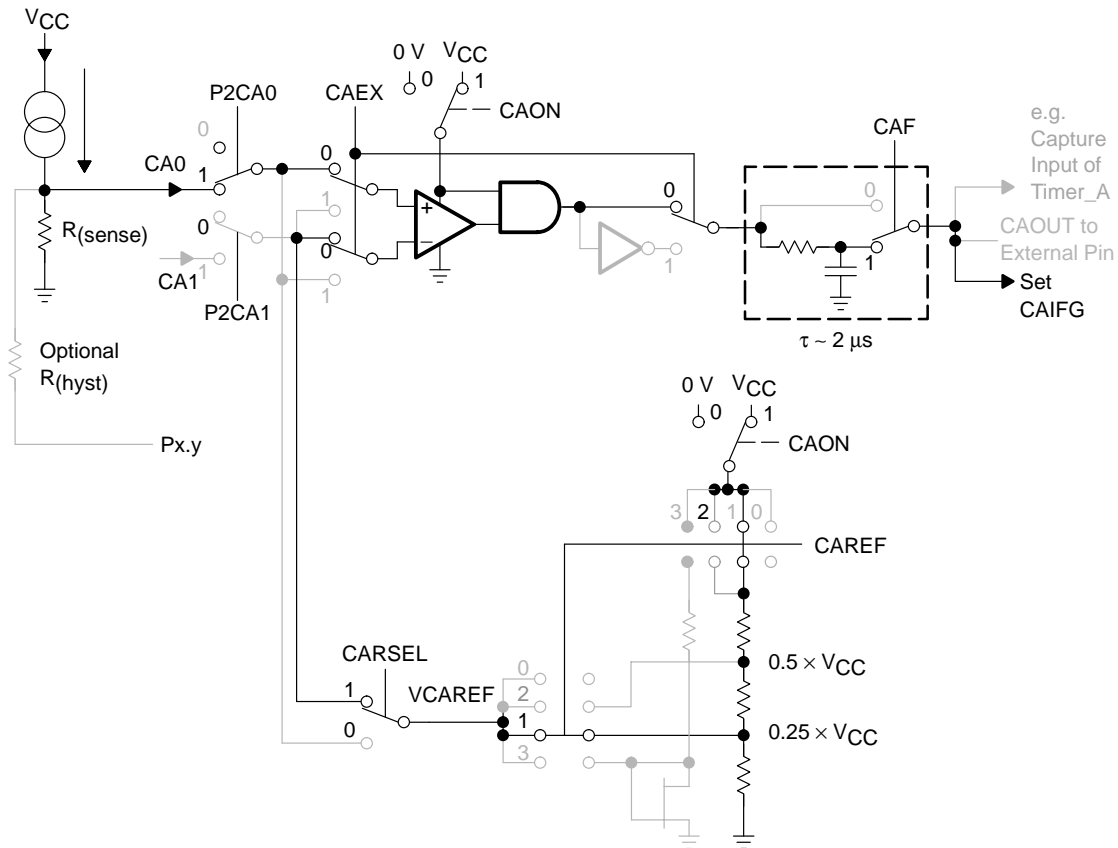 VCC
0 V
VCC
0
1
P2CA0
CAEX
CAON
CAF
e.g.
Capture
Input of
Timer_A
0
CA0
1
0
+
0
0
R(sense)
0
1
–
CAOUT to
External Pin
0
1
1
CA1
1
1
Set
CAIFG
P2CA1
τ ~ 2 μs
Optional
R(hyst)
0 V
VCC
0
1
Px.y
CAON
3
2
1
0
CAREF
CARSEL
0
0.5 × VCC
1
VCAREF
2
0
1
0.25 × VCC
3